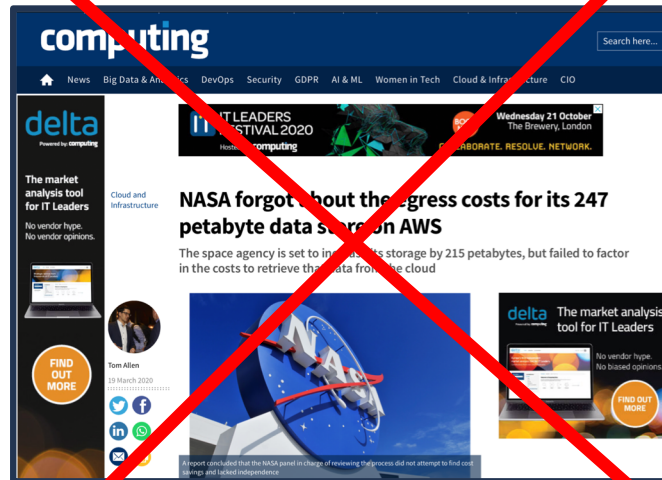 computing
Search here...
News Big Data & Analytics DevOps Security GDPR AI & ML Women in Tech Cloud & Infrastructure CIO
delta
Powered by: computing
The market
analysis tool
for IT Leaders
No vendor hype.
No vendor opinions.
FIND
OUT
MORE
IT LEADERS
FESTIVAL 2020
computing
BOOK
Wednesday 21 October
The Brewery, London
COLLABORATE. RESOLVE. NETWORK.
Cloud and
Infrastructure
NASA forgot about the egress costs for its 247
petabyte data store on AWS
The space agency is set to increase its storage by 215 petabytes, but failed to factor
in the costs to retrieve that data from the cloud
Tom Allen
19 March 2020
NASA
A report concluded that the NASA panel in charge of reviewing the process did not attempt to find cost
savings and lacked independence
delta
The market analysis
tool for IT Leaders
No vendor hype.
No biased opinions
FIND OUT
MORE